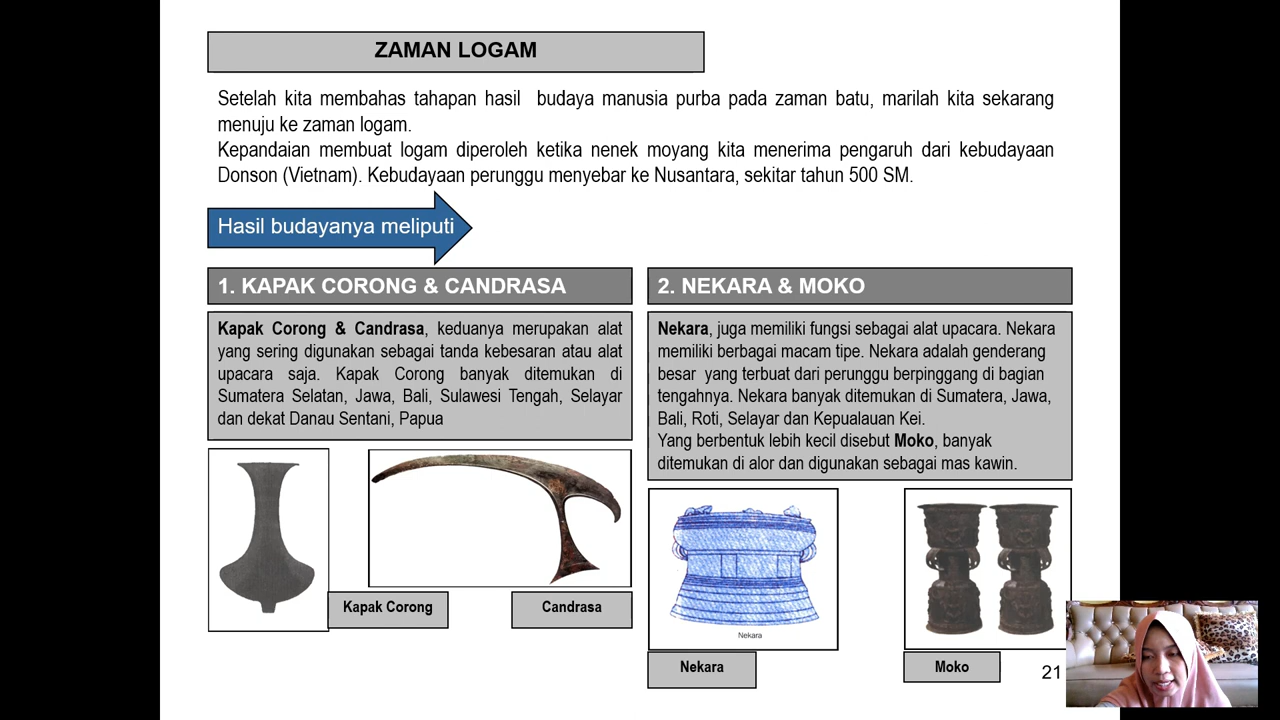 ZAMAN LOGAM
Setelah kita membahas tahapan hasil budaya manusia purba pada zaman batu, marilah kita sekarang
menuju ke zaman logam.
Kepandaian membuat logam diperoleh ketika nenek moyang kita menerima pengaruh dari kebudayaan
Donson (Vietnam). Kebudayaan perunggu menyebar ke Nusantara, sekitar tahun 500 SM.
Hasil budayanya meliputi
1. KAPAK CORONG & CANDRASA
Kapak Corong & Candrasa, keduanya merupakan alat
yang sering digunakan sebagai tanda kebesaran atau alat
upacara saja. Kapak Corong banyak ditemukan di
Sumatera Selatan, Jawa, Bali, Sulawesi Tengah, Selayar
dan dekat Danau Sentani, Papua
Kapak Corong
Candrasa
2. NEKARA & MOKO
Nekara, juga memiliki fungsi sebagai alat upacara. Nekara
memiliki berbagai macam tipe. Nekara adalah genderang
besar yang terbuat dari perunggu berpinggang di bagian
tengahnya. Nekara banyak ditemukan di Sumatera, Jawa,
Bali, Roti, Selayar dan Kepualauan Kei.
Yang berbentuk lebih kecil disebut Moko, banyak
ditemukan di alor dan digunakan sebagai mas kawin.
Nekara
Nekara
Moko
21